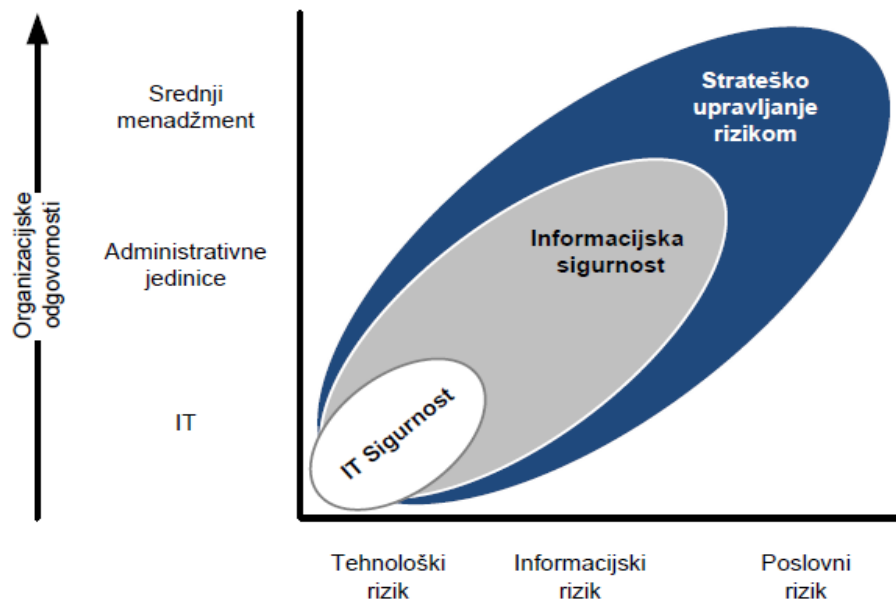 Organizacijske
odgovornosti
Srednji
menadžment
Administrativne
jedinice
IT
Strateško
upravljanje
rizikom
Informacijska
sigurnost
IT Sigurnost
Tehnološki
rizik
Informacijski
rizik
Poslovni
rizik